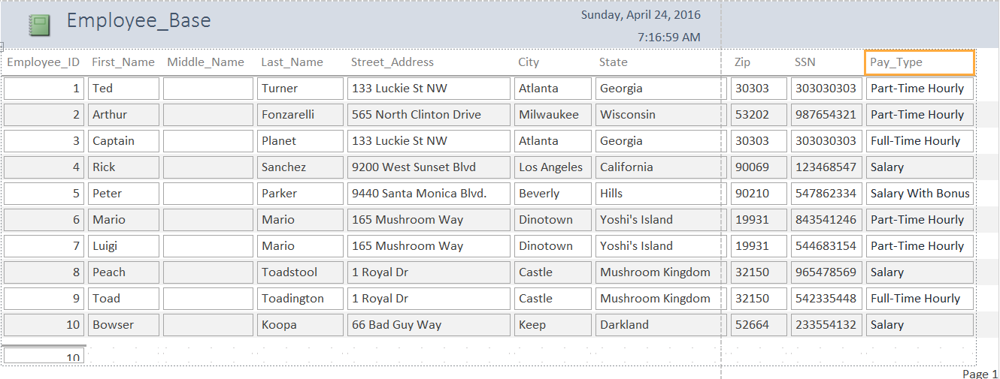 Employee_Base
Sunday, April 24, 2016
7:16:59 AM
Employee_ID First_Name Middle_Name Last_Name Street_Address City State Zip SSN Pay_Type
1 Ted Turner 133 Luckie St NW Atlanta Georgia 30303 303030303 Part-Time Hourly
2 Arthur Fonzarelli 565 North Clinton Drive Milwaukee Wisconsin 53202 987654321 Part-Time Hourly
3 Captain Planet 133 Luckie St NW Atlanta Georgia 30303 303030303 Full-Time Hourly
4 Rick Sanchez 9200 West Sunset Blvd Los Angeles California 90069 123468547 Salary
5 Peter Parker 9440 Santa Monica Blvd. Beverly Hills 90210 547862334 Salary With Bonus
6 Mario Mario 165 Mushroom Way Dinotown Yoshi's Island 19931 843541246 Part-Time Hourly
7 Luigi Mario 165 Mushroom Way Dinotown Yoshi's Island 19931 544683154 Part-Time Hourly
8 Peach Toadstool 1 Royal Dr Castle Mushroom Kingdom 32150 965478569 Salary
9 Toad Toadington 1 Royal Dr Castle Mushroom Kingdom 32150 542335448 Full-Time Hourly
10 Bowser Koopa 66 Bad Guy Way Keep Darkland 52664 233554132 Salary
10
Page 1